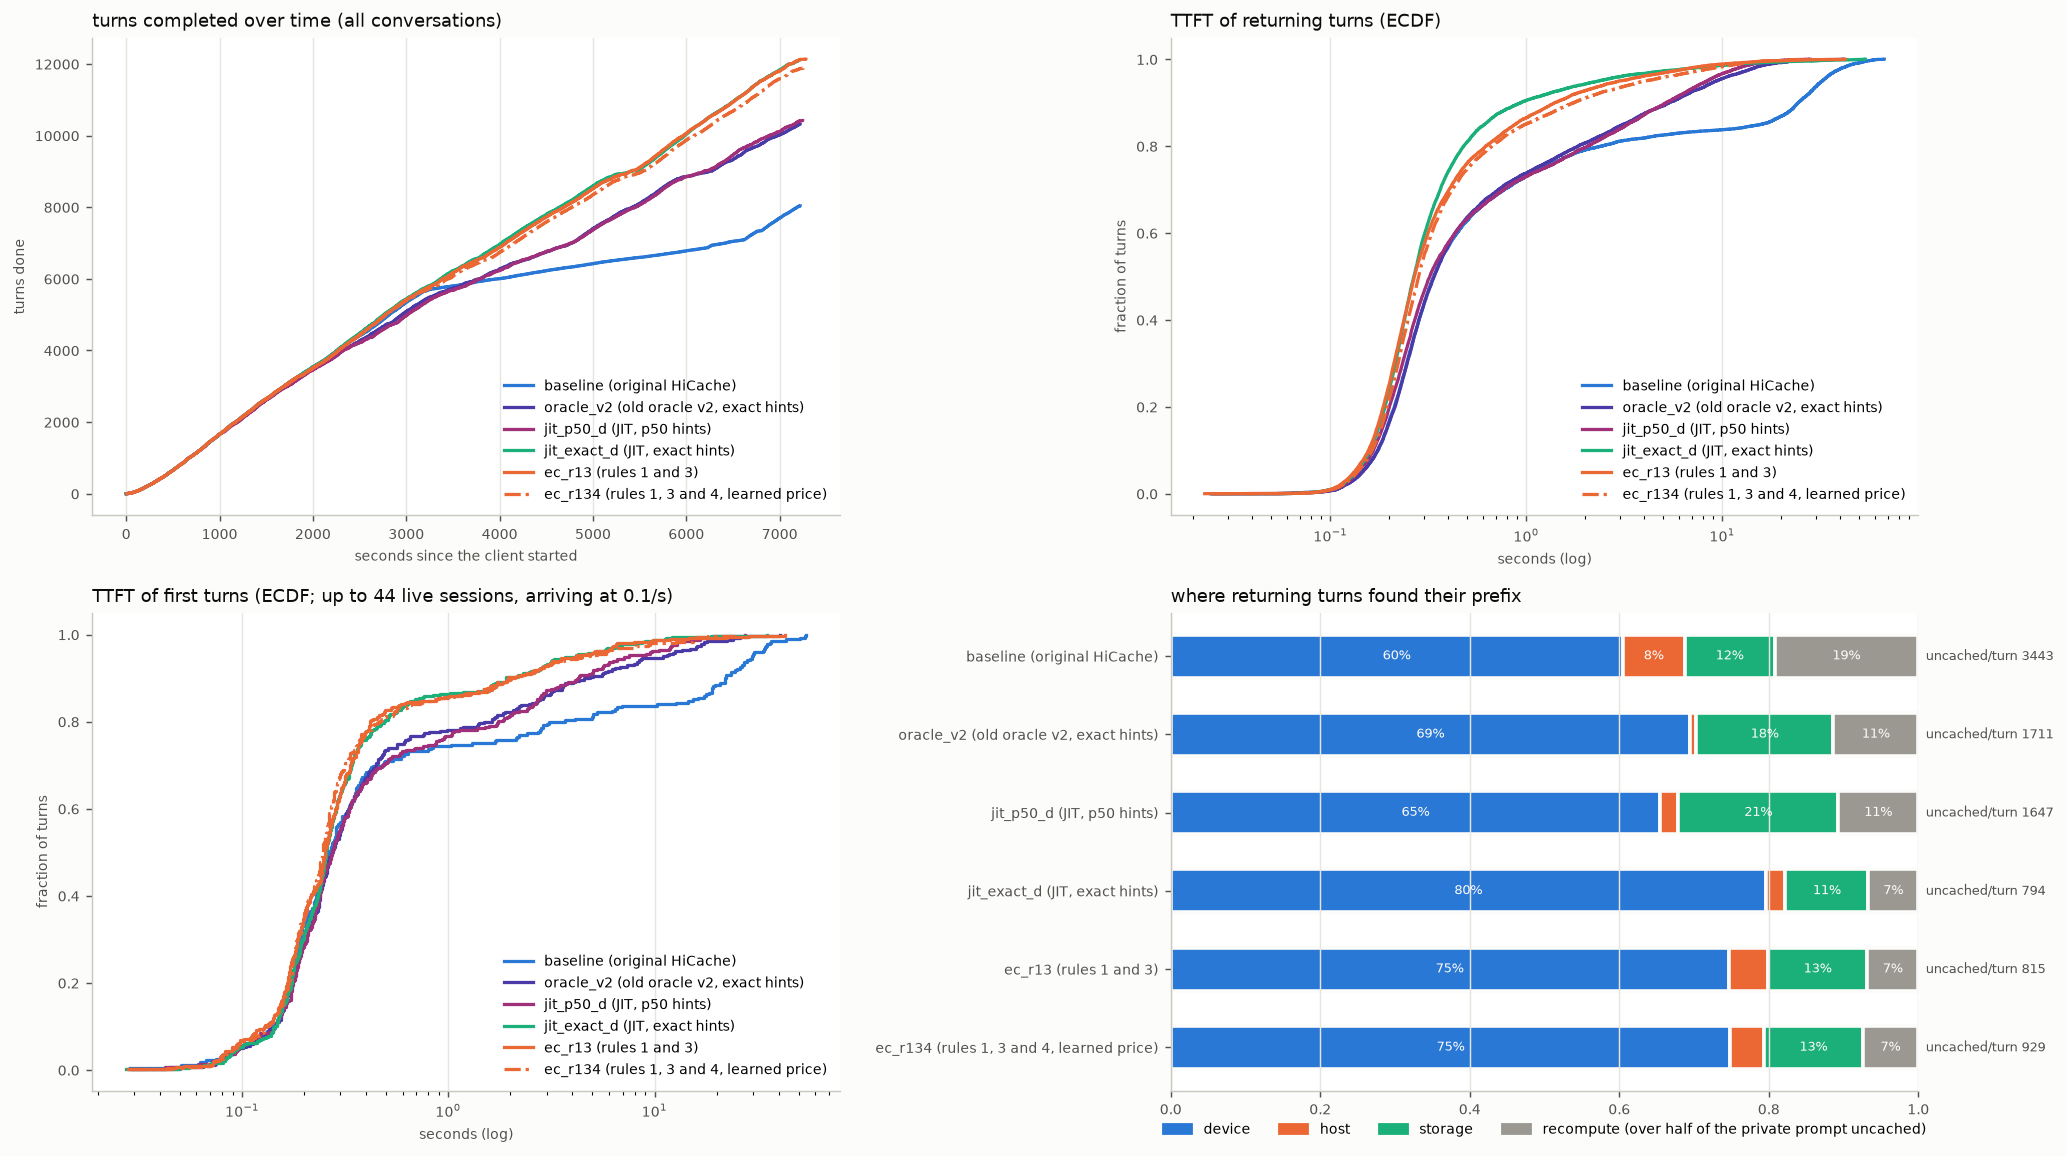 turns completed over time (all conversations)
12000
10000
8000
6000
4000
2000
0
turns done
0 1000 2000 3000 4000 5000 6000 7000
seconds since the client started
baseline (original HiCache)
oracle_v2 (old oracle v2, exact hints)
jit_p50_d (JIT, p50 hints)
jit_exact_d (JIT, exact hints)
ec_r13 (rules 1 and 3)
ec_r134 (rules 1, 3 and 4, learned price)
TTFT of returning turns (ECDF)
1.0
0.8
0.6
0.4
0.2
0.0
fraction of turns
10⁻¹ 10⁰ 10¹
seconds (log)
baseline (original HiCache)
oracle_v2 (old oracle v2, exact hints)
jit_p50_d (JIT, p50 hints)
jit_exact_d (JIT, exact hints)
ec_r13 (rules 1 and 3)
ec_r134 (rules 1, 3 and 4, learned price)
TTFT of first turns (ECDF; up to 44 live sessions, arriving at 0.1/s)
1.0
0.8
0.6
0.4
0.2
0.0
fraction of turns
10⁻¹ 10⁰ 10¹
seconds (log)
baseline (original HiCache)
oracle_v2 (old oracle v2, exact hints)
jit_p50_d (JIT, p50 hints)
jit_exact_d (JIT, exact hints)
ec_r13 (rules 1 and 3)
ec_r134 (rules 1, 3 and 4, learned price)
where returning turns found their prefix
baseline (original HiCache) 60% 8% 12% 19% uncached/turn 3443
oracle_v2 (old oracle v2, exact hints) 69% 18% 11% uncached/turn 1711
jit_p50_d (JIT, p50 hints) 65% 21% 11% uncached/turn 1647
jit_exact_d (JIT, exact hints) 80% 11% 7% uncached/turn 794
ec_r13 (rules 1 and 3) 75% 13% 7% uncached/turn 815
ec_r134 (rules 1, 3 and 4, learned price) 75% 13% 7% uncached/turn 929
0.0 0.2 0.4 0.6 0.8 1.0
device host storage recompute (over half of the private prompt uncached)